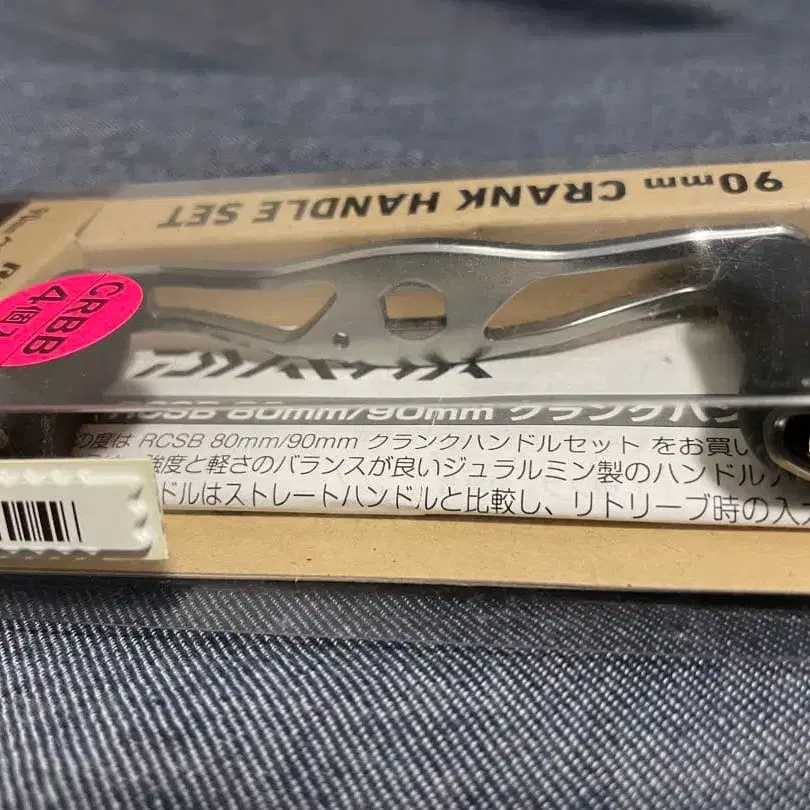 90mm CRANK HANDLE SET
CRBB
4個
DAIWA
RCSB 80mm/90mm クランクハン
の度は RCSB 80mm/90mm クランクハンドルセット をお買い
強度と軽さのバランスが良いジュラルミン製のハンドル
ドルはストレートハンドルと比較し、リトリーブ時の入